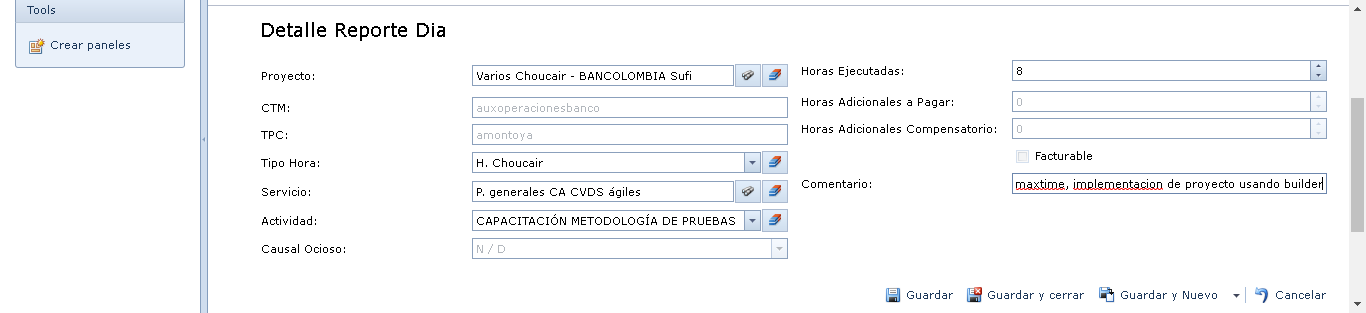 Tools
Crear paneles
Detalle Reporte Dia
Proyecto:
Varios Choucair - BANCOLOMBIA Sufi
CTM:
auxoperacionesbanco
TPC:
amontoya
Tipo Hora:
H. Choucair
Servicio:
P. generales CA CVDS ágiles
Actividad:
CAPACITACIÓN METODOLOGÍA DE PRUEBAS
Causal Ocioso:
N / D
Horas Ejecutadas:
8
Horas Adicionales a Pagar:
0
Horas Adicionales Compensatorio:
0
Facturable
Comentario:
maxtime, implementacion de proyecto usando builder
Guardar
Guardar y cerrar
Guardar y Nuevo
Cancelar